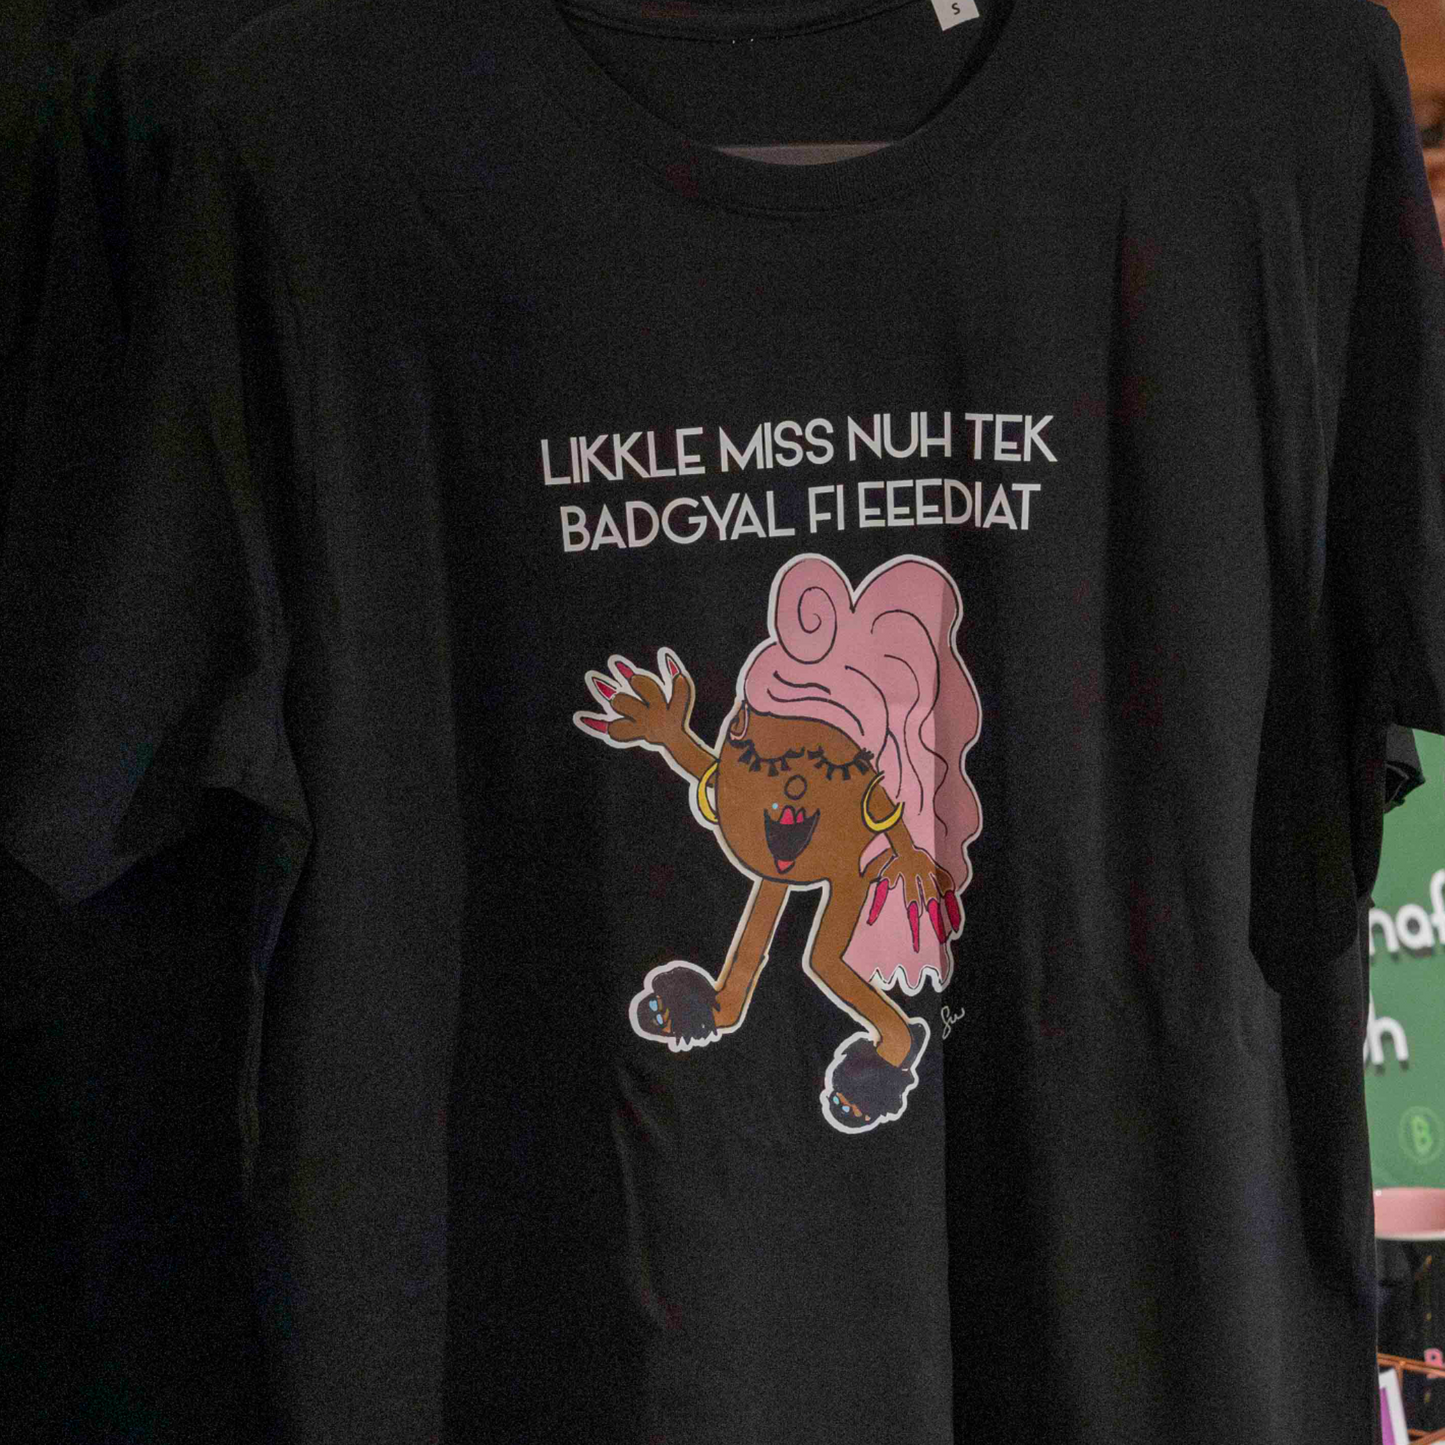 S
LIKKLE MISS NUH TEK
BADGYAL FI EEEDIAT
B